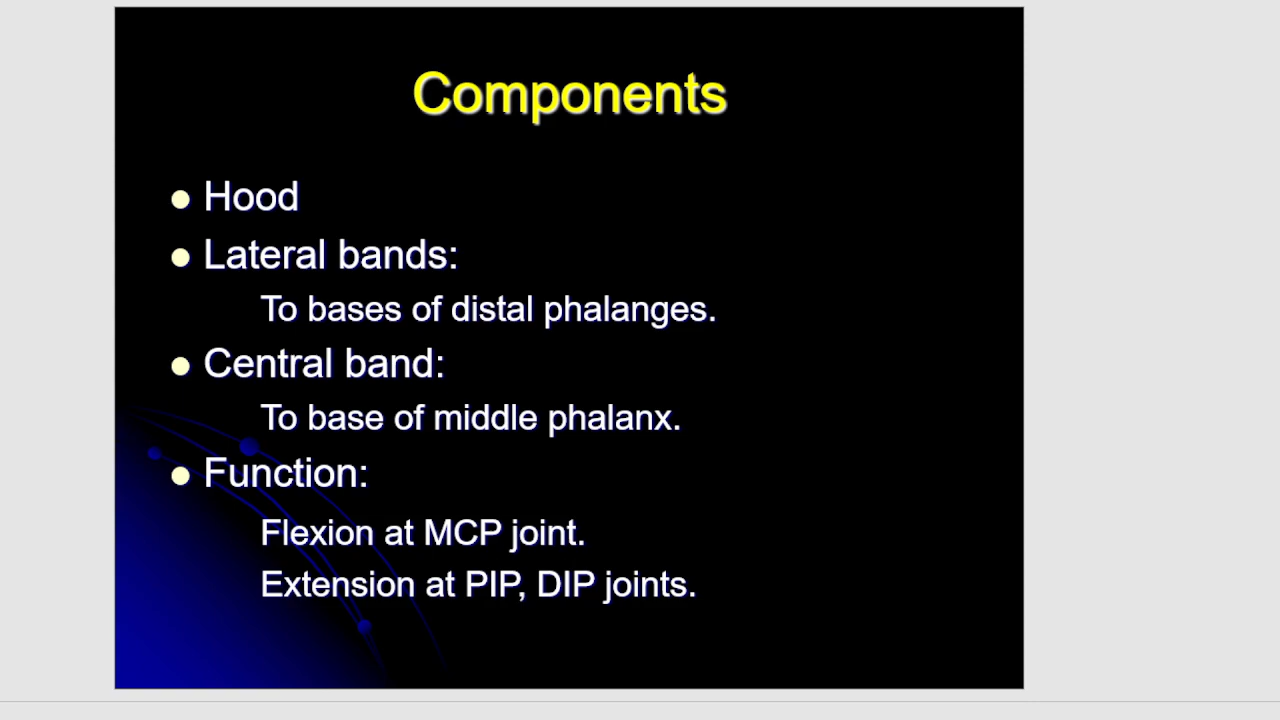 Components
Hood
Lateral bands:
To bases of distal phalanges.
Central band:
To base of middle phalanx.
Function:
Flexion at MCP joint.
Extension at PIP, DIP joints.